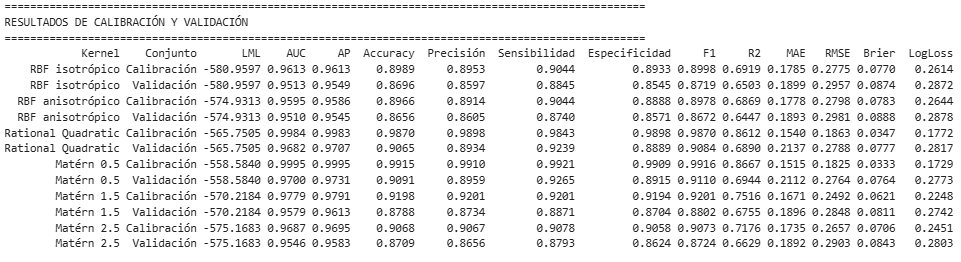 ====================================================================================================
RESULTADOS DE CALIBRACIÓN Y VALIDACIÓN
====================================================================================================
Kernel Conjunto LML AUC AP Accuracy Precisión Sensibilidad Especificidad F1 R2 MAE RMSE Brier LogLoss
RBF isotrópico Calibración -580.9597 0.9613 0.9613 0.8989 0.8953 0.9044 0.8933 0.8998 0.6919 0.1785 0.2775 0.0770 0.2614
RBF isotrópico Validación -580.9597 0.9513 0.9549 0.8696 0.8597 0.8845 0.8545 0.8719 0.6503 0.1899 0.2957 0.0874 0.2872
RBF anisotrópico Calibración -574.9313 0.9595 0.9586 0.8966 0.8914 0.9044 0.8888 0.8978 0.6869 0.1778 0.2798 0.0783 0.2644
RBF anisotrópico Validación -574.9313 0.9510 0.9545 0.8656 0.8605 0.8740 0.8571 0.8672 0.6447 0.1893 0.2981 0.0888 0.2878
Rational Quadratic Calibración -565.7505 0.9984 0.9983 0.9870 0.9898 0.9843 0.9898 0.9870 0.8612 0.1540 0.1863 0.0347 0.1772
Rational Quadratic Validación -565.7505 0.9682 0.9707 0.9065 0.8934 0.9239 0.8889 0.9084 0.6890 0.2137 0.2788 0.0777 0.2817
Matérn 0.5 Calibración -558.5840 0.9995 0.9995 0.9915 0.9910 0.9921 0.9909 0.9916 0.8667 0.1515 0.1825 0.0333 0.1729
Matérn 0.5 Validación -558.5840 0.9700 0.9731 0.9091 0.8959 0.9265 0.8915 0.9110 0.6944 0.2112 0.2764 0.0764 0.2773
Matérn 1.5 Calibración -570.2184 0.9779 0.9791 0.9198 0.9201 0.9201 0.9194 0.9201 0.7516 0.1671 0.2492 0.0621 0.2248
Matérn 1.5 Validación -570.2184 0.9579 0.9613 0.8788 0.8734 0.8871 0.8704 0.8802 0.6755 0.1896 0.2848 0.0811 0.2742
Matérn 2.5 Calibración -575.1683 0.9687 0.9695 0.9068 0.9067 0.9078 0.9058 0.9073 0.7176 0.1735 0.2657 0.0706 0.2451
Matérn 2.5 Validación -575.1683 0.9546 0.9583 0.8709 0.8656 0.8793 0.8624 0.8724 0.6629 0.1892 0.2903 0.0843 0.2803